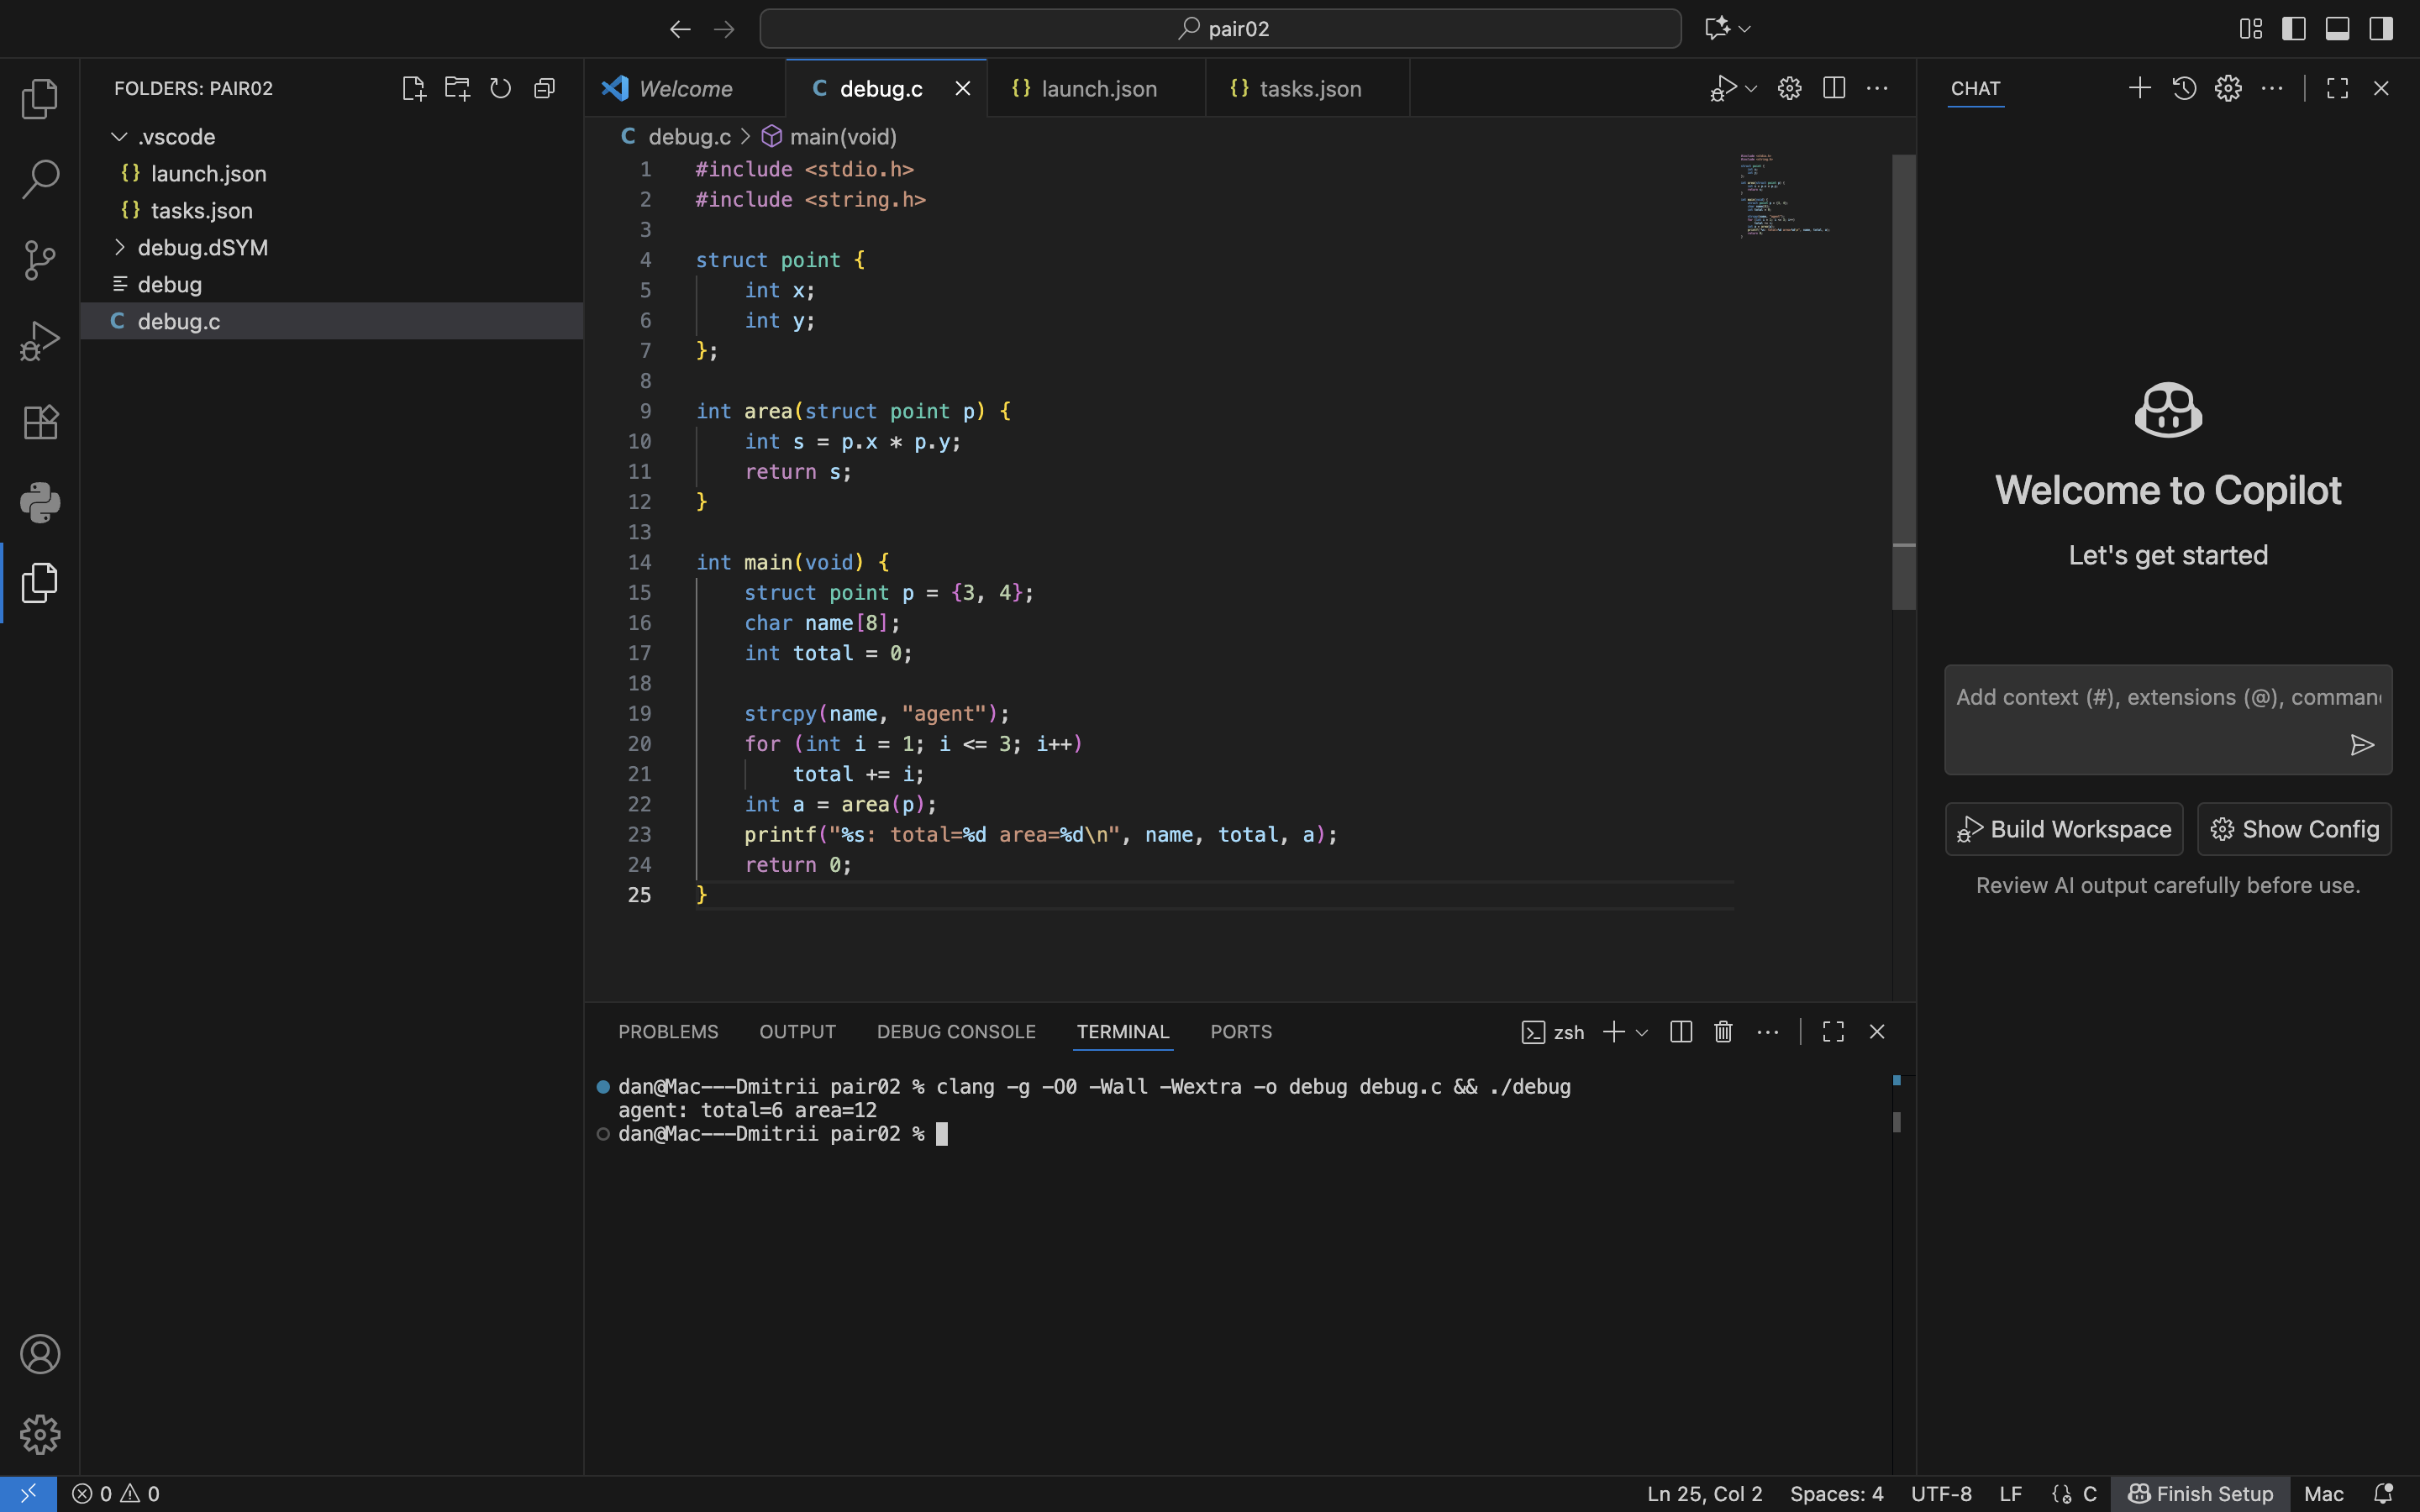 pair02
FOLDERS: PAIR02
.vscode
launch.json
tasks.json
debug.dSYM
debug
debug.c
Welcome
debug.c
launch.json
tasks.json
debug.c > main(void)
1 #include <stdio.h>
2 #include <string.h>
3
4 struct point {
5 int x;
6 int y;
7 };
8
9 int area(struct point p) {
10 int s = p.x * p.y;
11 return s;
12 }
13
14 int main(void) {
15 struct point p = {3, 4};
16 char name[8];
17 int total = 0;
18
19 strcpy(name, "agent");
20 for (int i = 1; i <= 3; i++)
21 total += i;
22 int a = area(p);
23 printf("%s: total=%d area=%d\n", name, total, a);
24 return 0;
25 }
PROBLEMS OUTPUT DEBUG CONSOLE TERMINAL PORTS zsh
dan@Mac---Dmitrii pair02 % clang -g -O0 -Wall -Wextra -o debug debug.c && ./debug
agent: total=6 area=12
dan@Mac---Dmitrii pair02 %
CHAT
Welcome to Copilot
Let's get started
Add context (#), extensions (@), comman
Build Workspace
Show Config
Review AI output carefully before use.
0 0
Ln 25, Col 2 Spaces: 4 UTF-8 LF C Finish Setup Mac